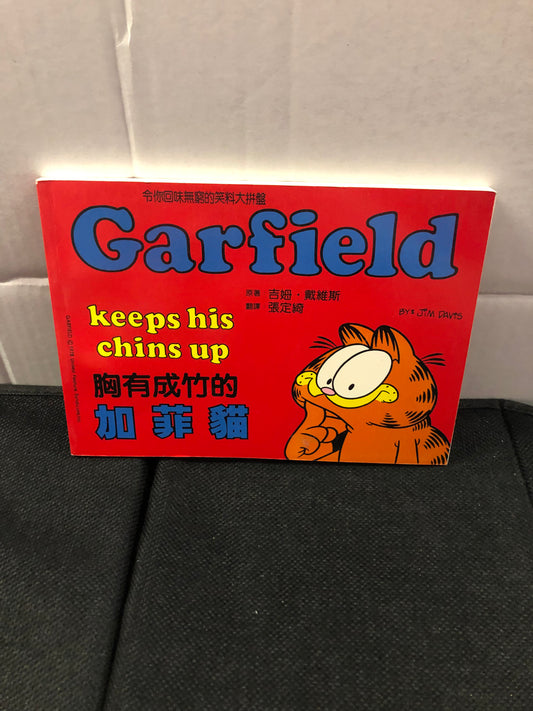 令你回味無窮的笑料大拼盤
Garfield
原著 吉姆・戴維斯
翻譯 張定綺
BY: JIM DAVIS
keeps his
chins up
胸有成竹的
加菲貓